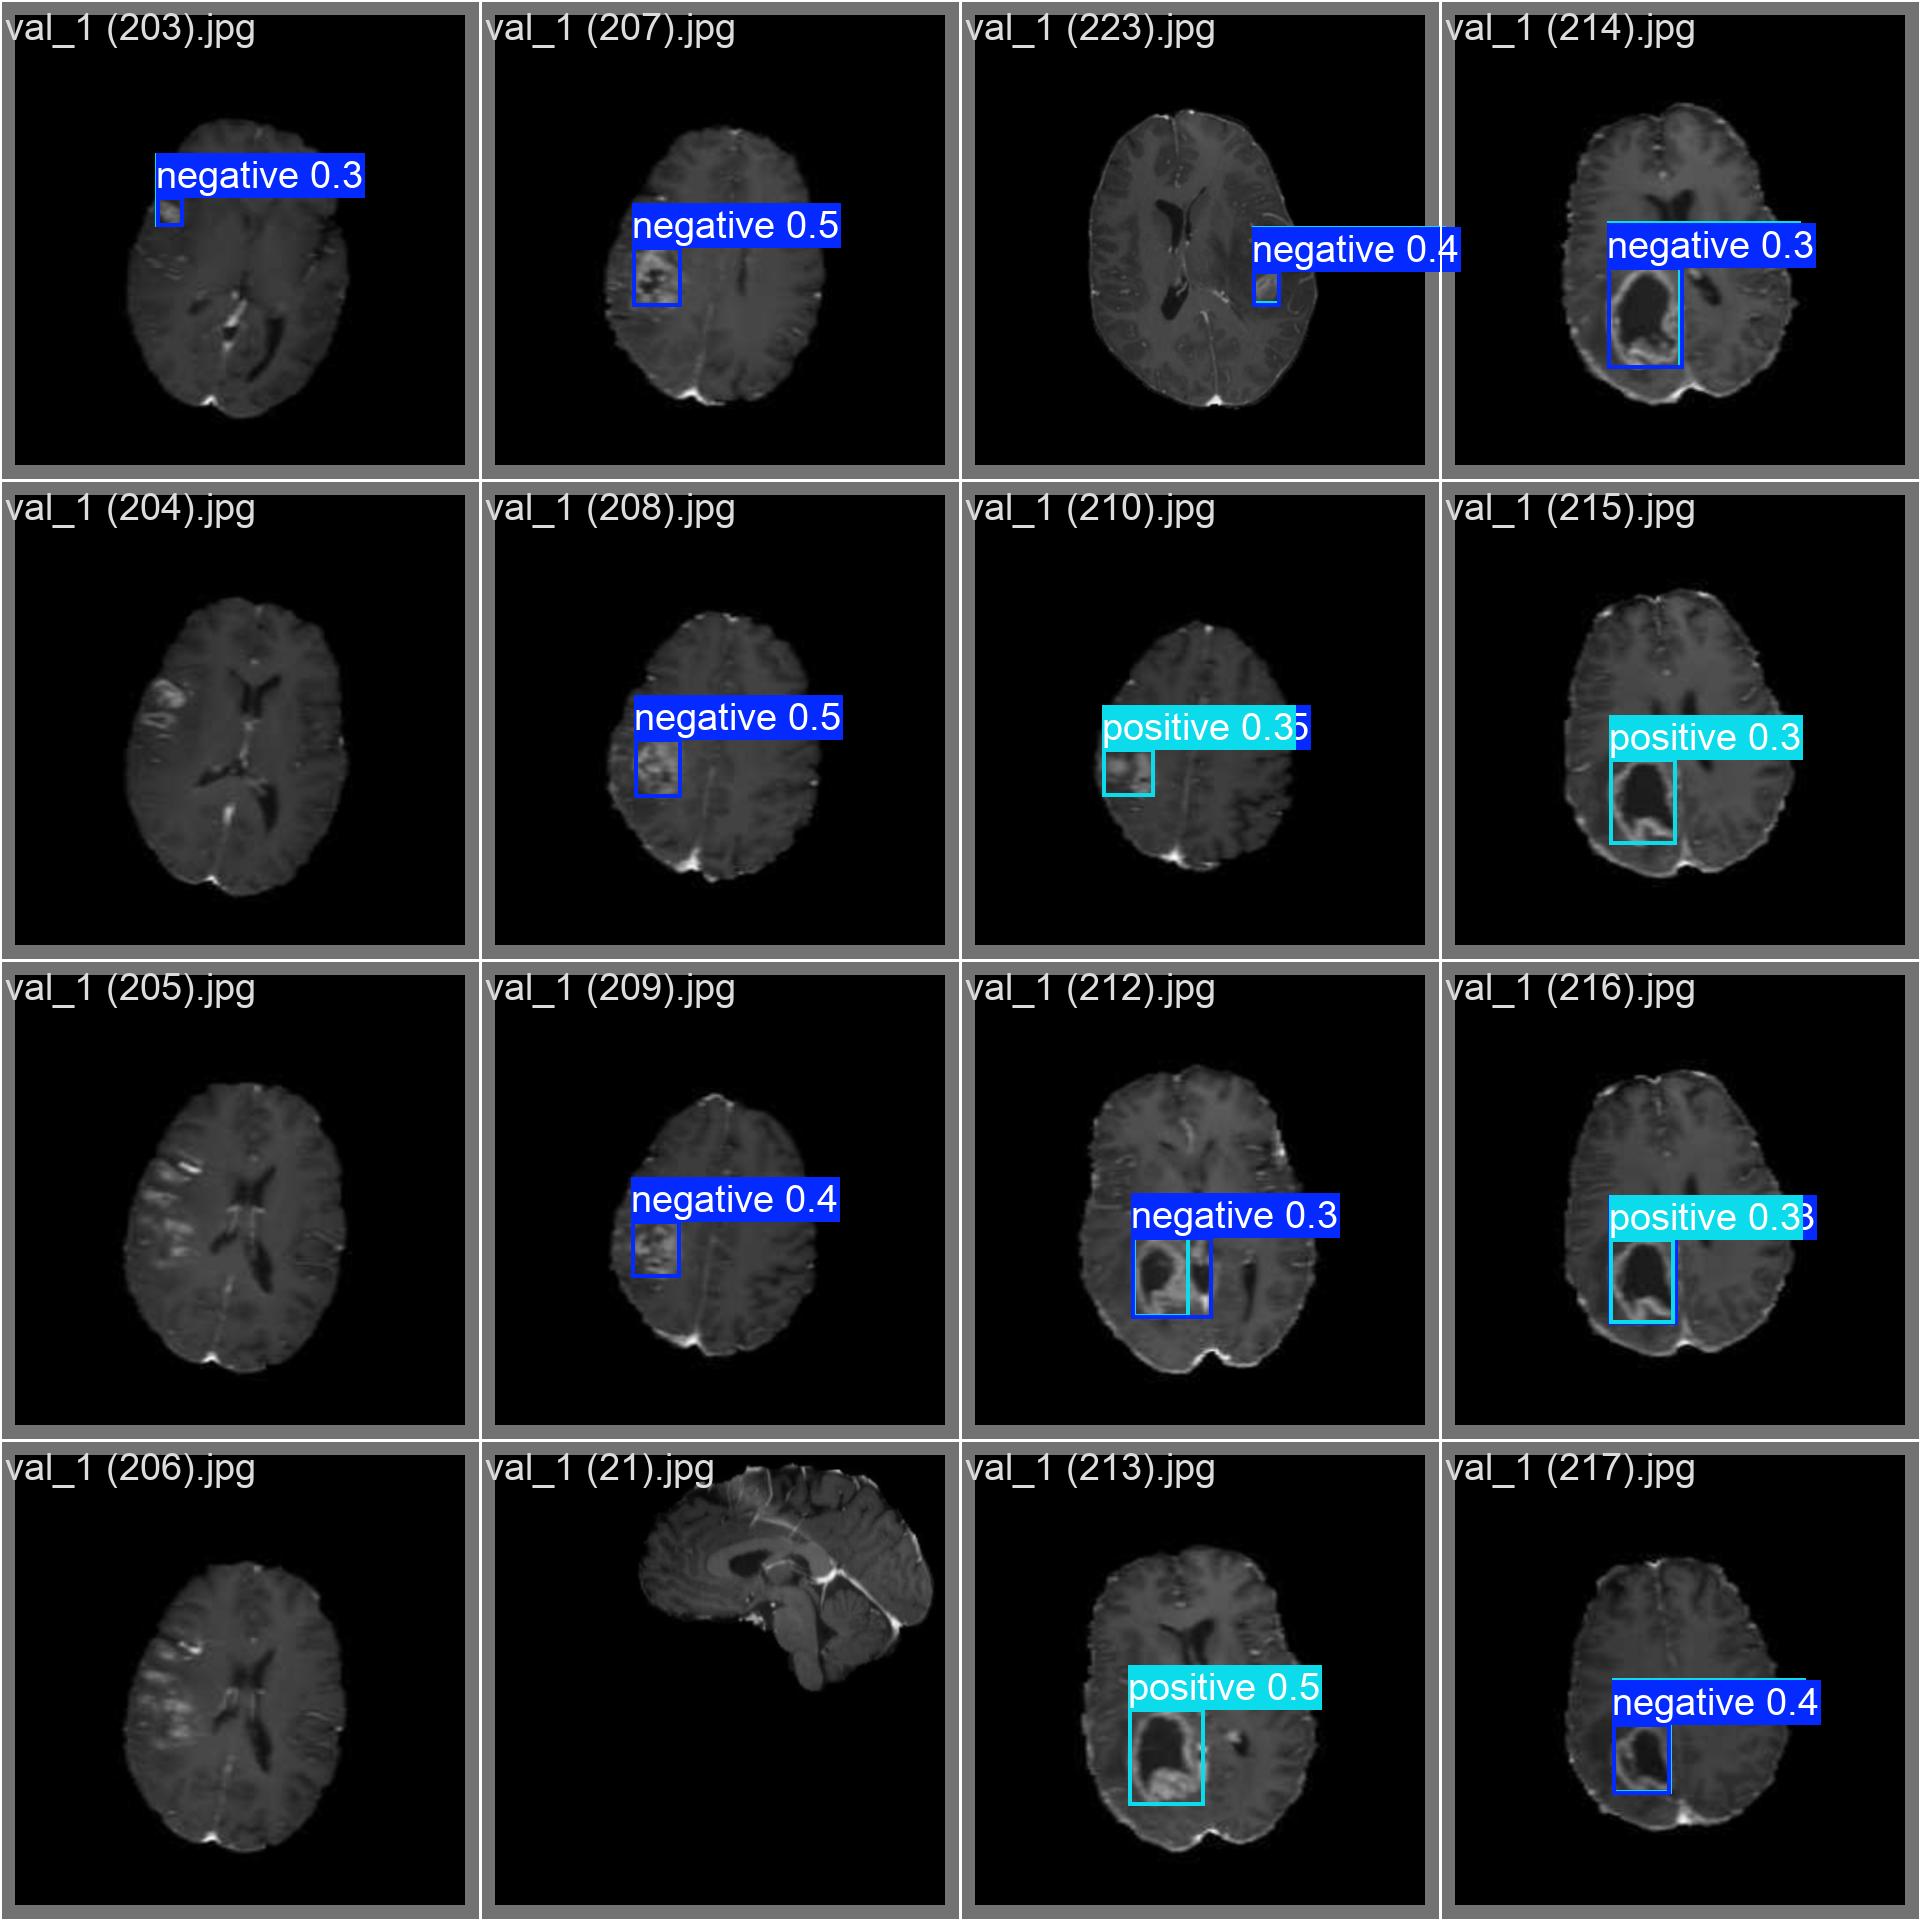 val_1 (203).jpg
negative 0.3
val_1 (207).jpg
negative 0.5
val_1 (223).jpg
negative 0.4
val_1 (214).jpg
negative 0.3
val_1 (204).jpg
val_1 (208).jpg
negative 0.5
val_1 (210).jpg
positive 0.35
val_1 (215).jpg
positive 0.3
val_1 (205).jpg
val_1 (209).jpg
negative 0.4
val_1 (212).jpg
negative 0.3
val_1 (216).jpg
positive 0.33
val_1 (206).jpg
val_1 (21).jpg
val_1 (213).jpg
positive 0.5
val_1 (217).jpg
negative 0.4